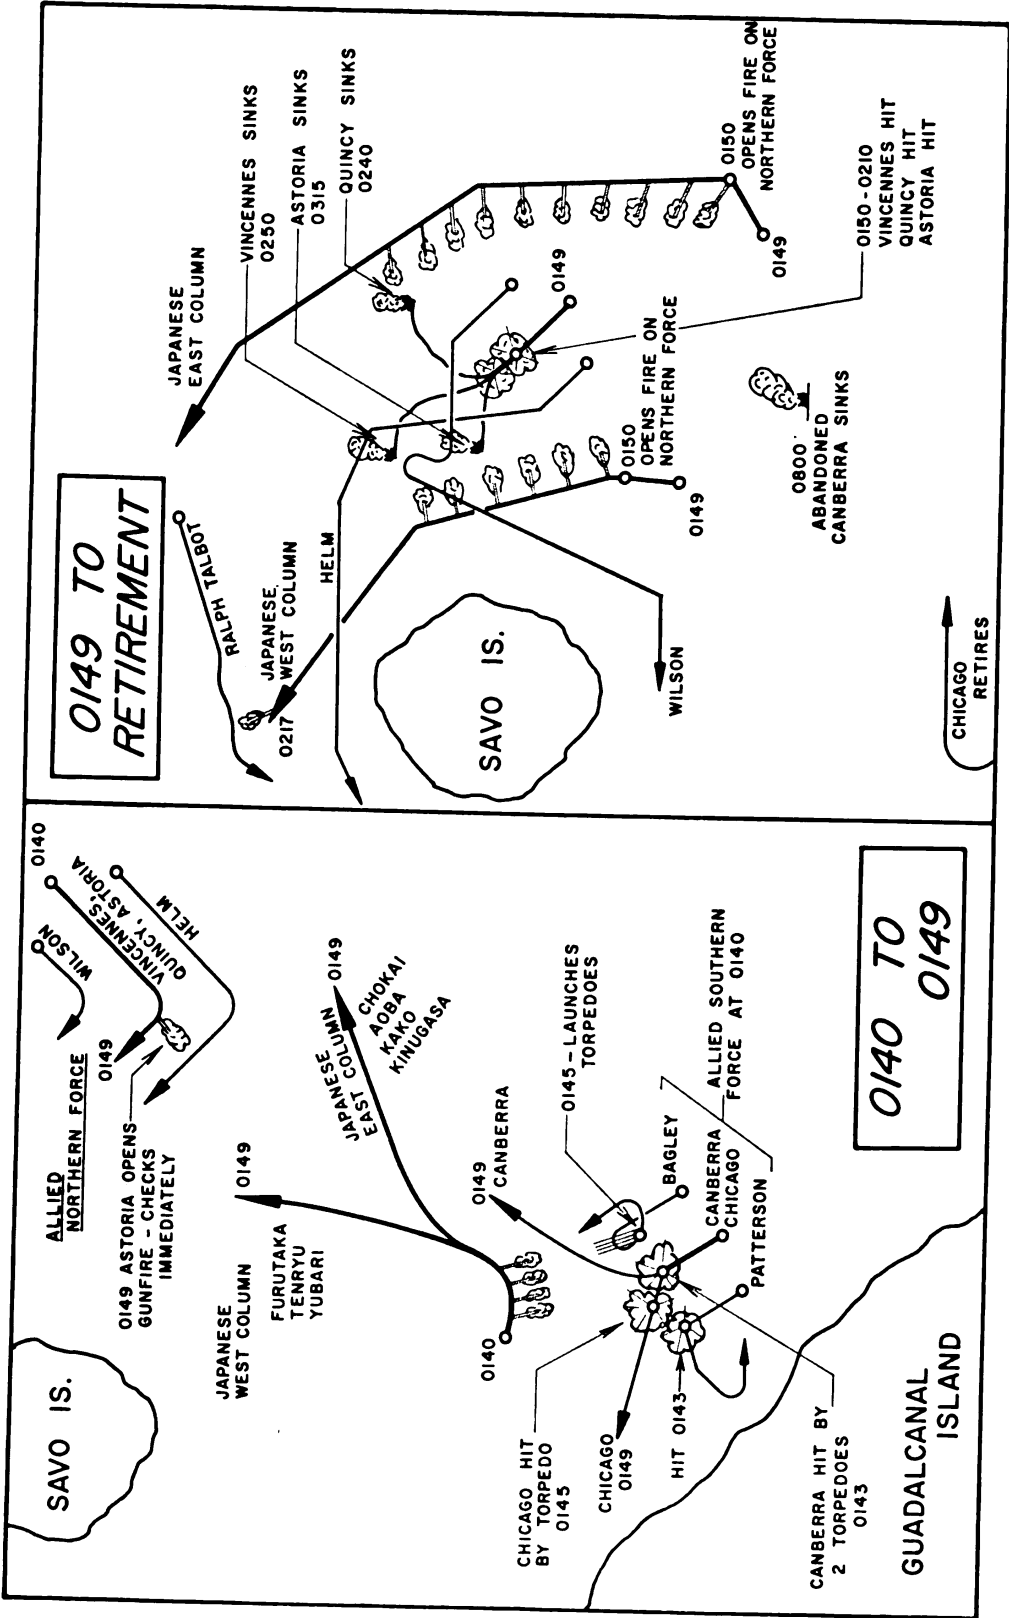 SAVO IS.
ALLIED
NORTHERN FORCE
0149 ASTORIA OPENS
GUNFIRE - CHECKS
IMMEDIATELY
0149
WILSON
0140
VINCENNES,
QUINCY, ASTORIA
HELM
JAPANESE
WEST COLUMN
0149
FURUTAKA
TENRYU
YUBARI
JAPANESE
EAST COLUMN
0149
CHOKAI
AOBA
KAKO
KINUGASA
0140
0149
CANBERRA
0145-LAUNCHES
TORPEDOES
CHICAGO HIT
BY TORPEDO
0145
CHICAGO
0149
HIT 0143
BAGLEY
CANBERRA
CHICAGO
PATTERSON
ALLIED SOUTHERN
FORCE AT 0140
CANBERRA HIT BY
2 TORPEDOES
0143
GUADALCANAL
ISLAND
0140 TO
0149
0149 TO
RETIREMENT
RALPH TALBOT
JAPANESE
WEST COLUMN
0217
HELM
JAPANESE
EAST COLUMN
VINCENNES SINKS
0250
ASTORIA SINKS
0315
QUINCY SINKS
0240
SAVO IS.
WILSON
0149
0150
OPENS FIRE ON
NORTHERN FORCE
0149
0150
OPENS FIRE ON
NORTHERN FORCE
0149
0150-0210
VINCENNES HIT
QUINCY HIT
ASTORIA HIT
0800
ABANDONED
CANBERRA SINKS
CHICAGO
RETIRES